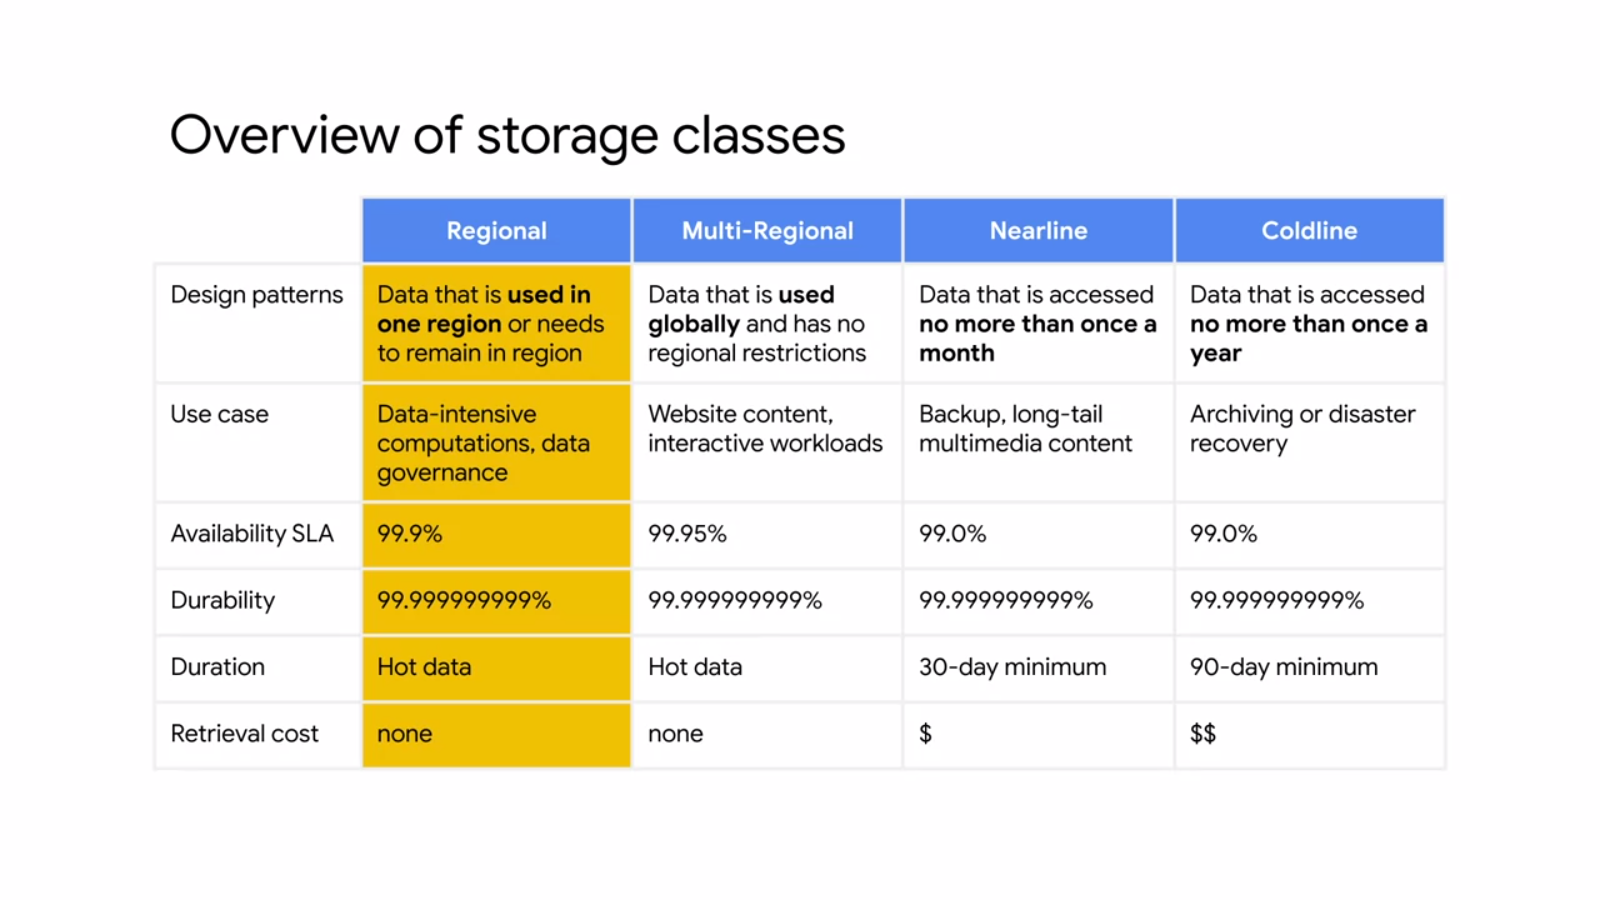 Overview of storage classes
Regional
Multi-Regional
Nearline
Coldline
Design patterns
Data that is used in
one region or needs
to remain in region
Data that is used
globally and has no
regional restrictions
Data that is accessed
no more than once a
month
Data that is accessed
no more than once a
year
Use case
Data-intensive
computations, data
governance
Website content,
interactive workloads
Backup, long-tail
multimedia content
Archiving or disaster
recovery
Availability SLA
99.9%
99.95%
99.0%
99.0%
Durability
99.999999999%
99.999999999%
99.999999999%
99.999999999%
Duration
Hot data
Hot data
30-day minimum
90-day minimum
Retrieval cost
none
none
$
$$